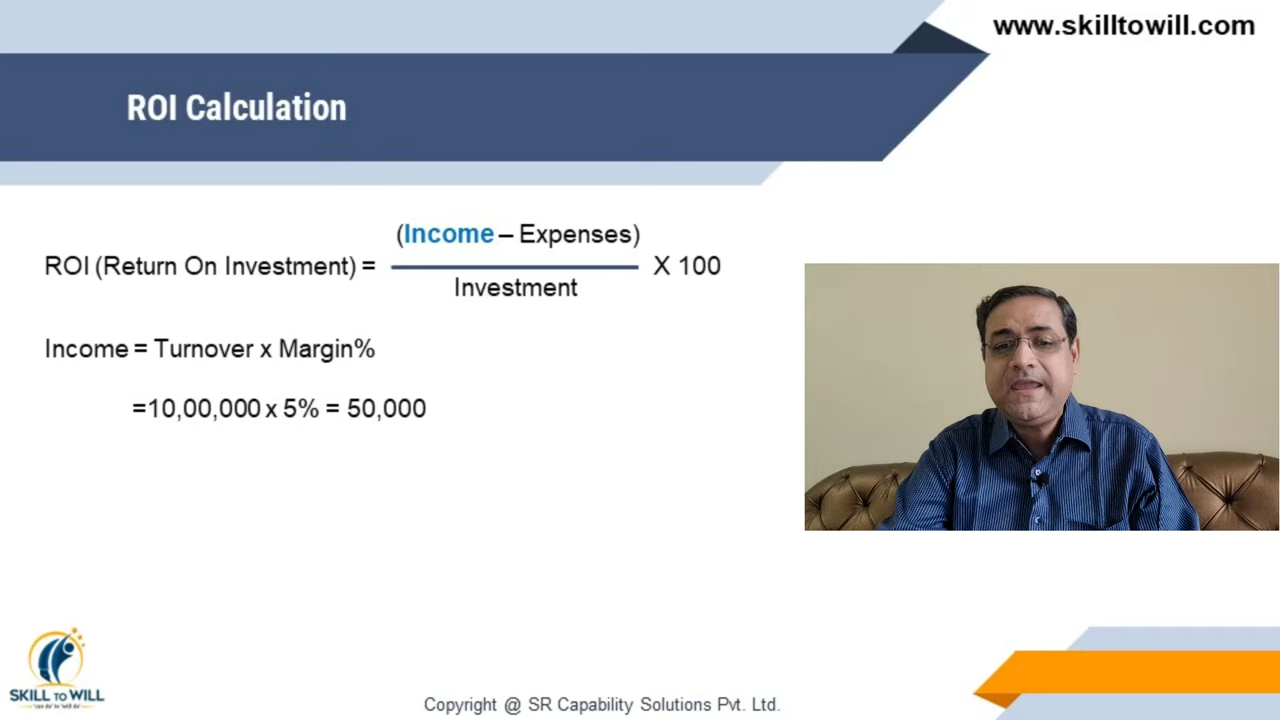 www.skilltowill.com
ROI Calculation
(Income – Expenses)
ROI (Return On Investment) = X 100
Investment
Income = Turnover x Margin%
=10,00,000 x 5% = 50,000
SKILL TO WILL
Copyright @ SR Capability Solutions Pvt. Ltd.